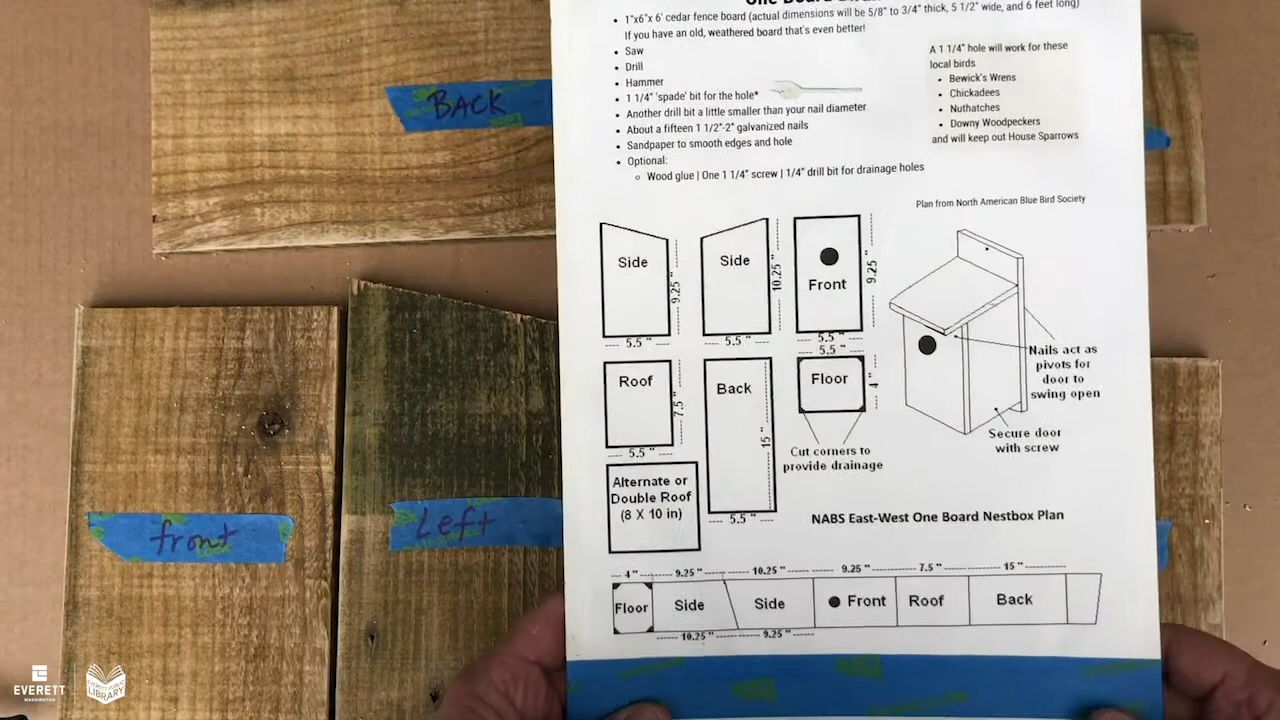 1"x6"x 6' cedar fence board (actual dimensions will be 5/8" to 3/4" thick, 5 1/2" wide, and 6 feet long)
If you have an old, weathered board that's even better!
Saw
Drill
Hammer
1 1/4" 'spade' bit for the hole*
Another drill bit a little smaller than your nail diameter
About a fifteen 1 1/2"-2" galvanized nails
Sandpaper to smooth edges and hole
Optional:
Wood glue | One 1 1/4" screw | 1/4" drill bit for drainage holes
A 1 1/4" hole will work for these
local birds
Bewick's Wrens
Chickadees
Nuthatches
Downy Woodpeckers
and will keep out House Sparrows
Plan from North American Blue Bird Society
BACK
Side
9.25 "
5.5 "
Side
10.25 "
5.5 "
Front
9.25 "
5.5 "
Roof
7.5 "
5.5 "
Back
15 "
5.5 "
5.5 "
Floor
4 "
Cut corners to
provide drainage
Nails act as
pivots for
door to
swing open
Secure door
with screw
Alternate or
Double Roof
(8 X 10 in)
NABS East-West One Board Nestbox Plan
4" 9.25 " 10.25 " 9.25 " 7.5 " 15 "
Floor Side Side Front Roof Back
10.25 " 9.25 "
front
Left
EVERETT
WASHINGTON
EVERETT PUBLIC
LIBRARY